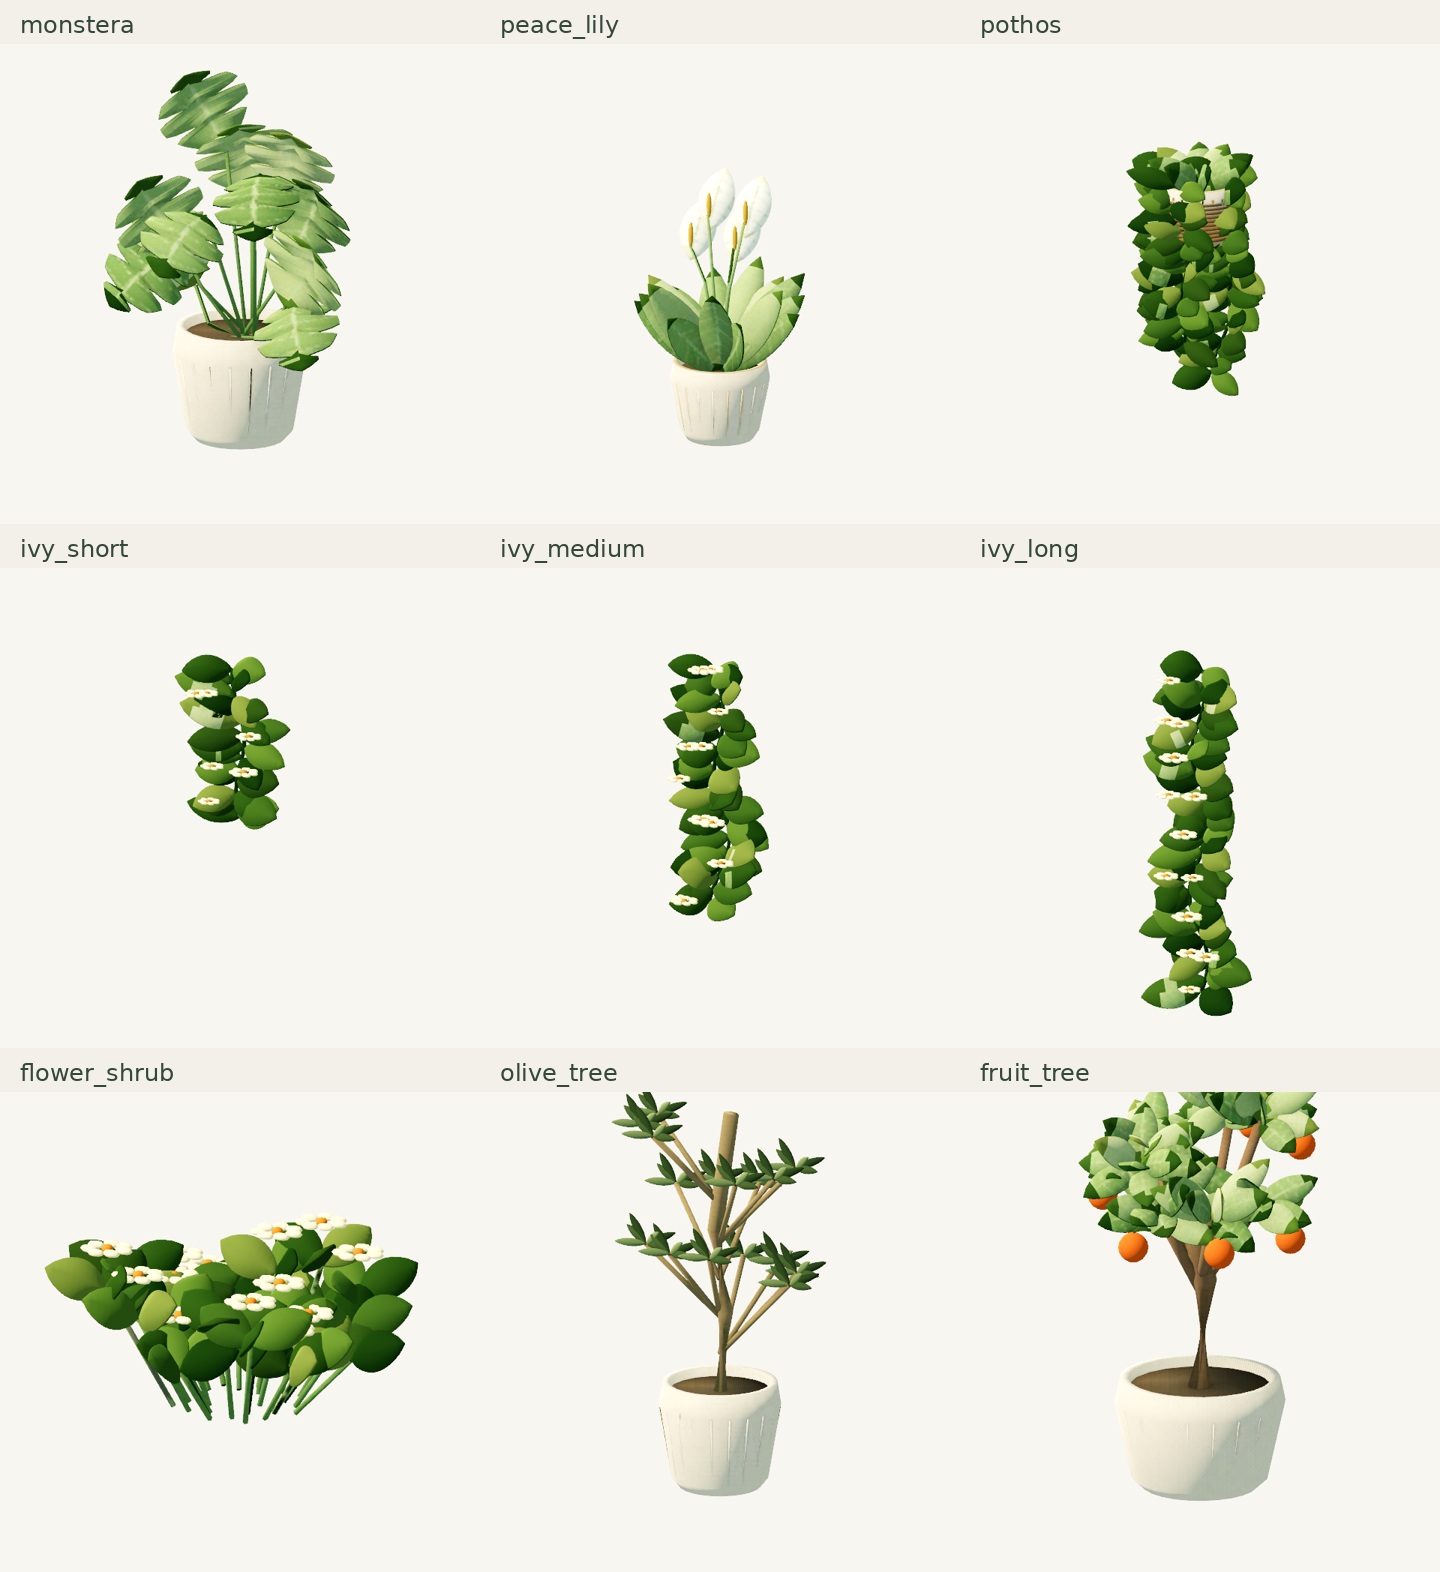 monstera
peace_lily
pothos
ivy_short
ivy_medium
ivy_long
flower_shrub
olive_tree
fruit_tree